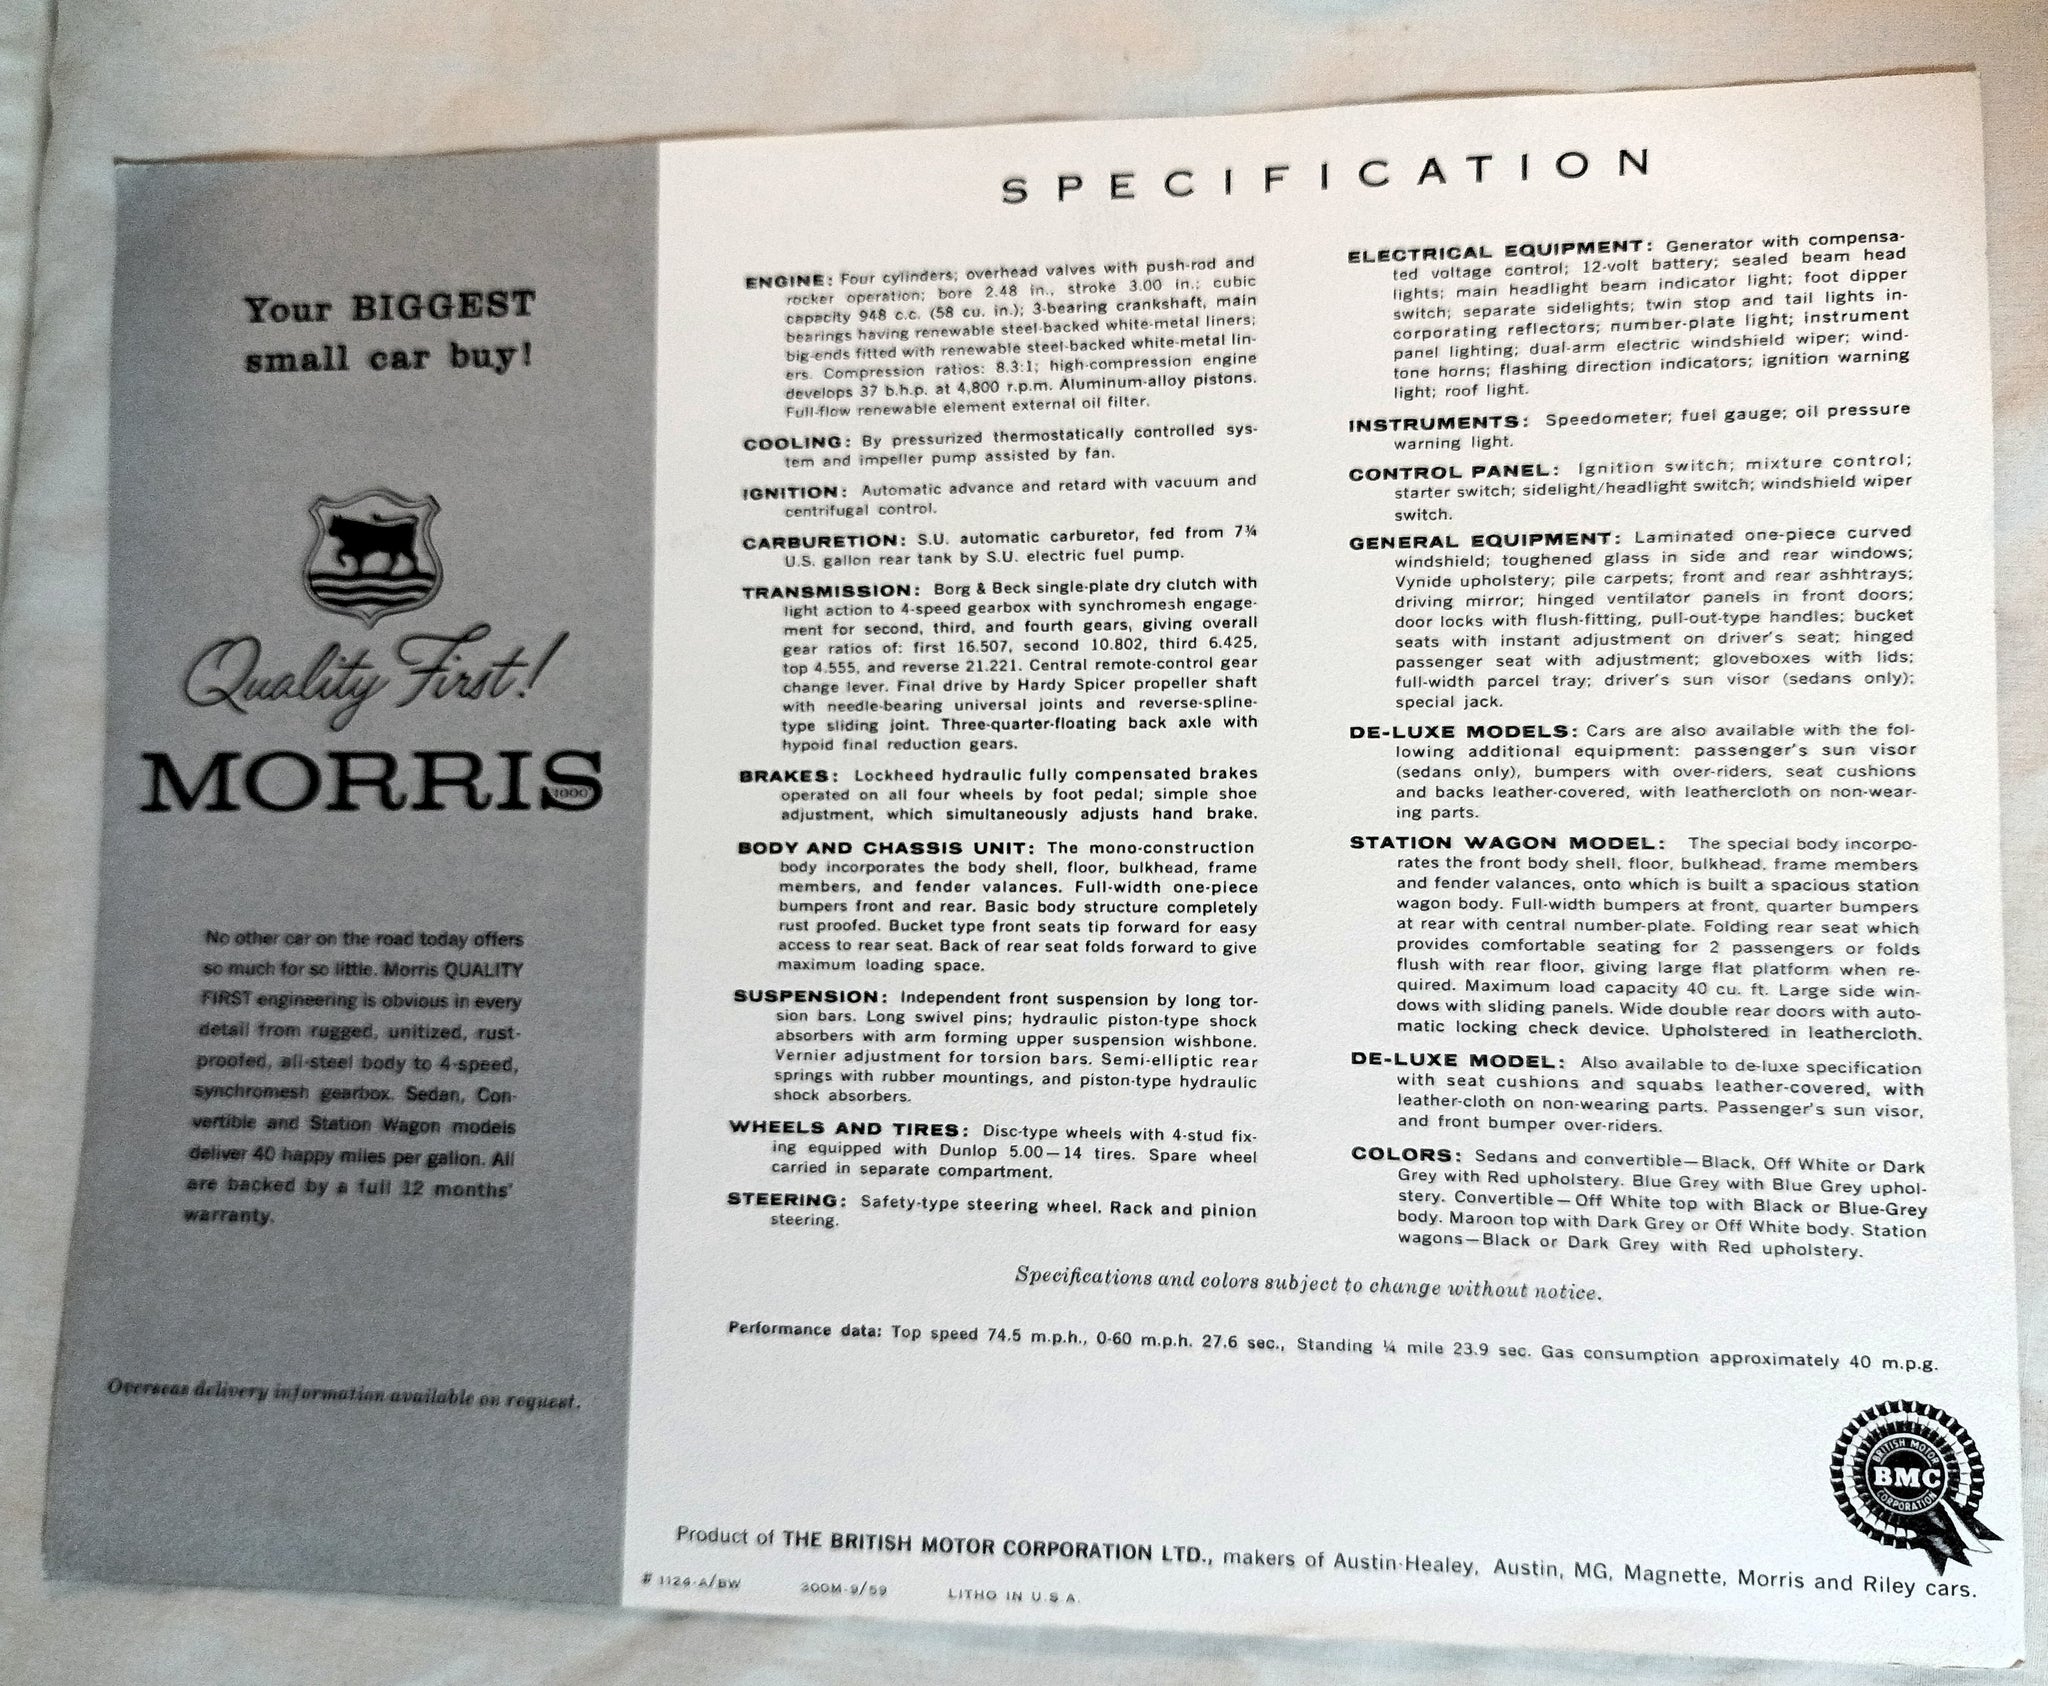 Your BIGGEST
small car buy!
Quality First!
MORRIS
1000
No other car on the road today offers
so much for so little. Morris QUALITY
FIRST engineering is obvious in every
detail from rugged, unitized, rust-
proofed, all-steel body to 4-speed,
synchromesh gearbox. Sedan, Con-
vertible and Station Wagon models
deliver 40 happy miles per gallon. All
are backed by a full 12 months'
warranty.
Overseas delivery information available on request.
SPECIFICATION
ENGINE: Four cylinders; overhead valves with push-rod and
rocker operation; bore 2.48 in., stroke 3.00 in.; cubic
capacity 948 c.c. (58 cu. in.); 3-bearing crankshaft, main
bearings having renewable steel-backed white-metal liners;
big-ends fitted with renewable steel-backed white-metal lin-
ers. Compression ratios: 8.3:1; high-compression engine
develops 37 b.h.p. at 4,800 r.p.m. Aluminum-alloy pistons.
Full-flow renewable element external oil filter.
COOLING: By pressurized thermostatically controlled sys-
tem and impeller pump assisted by fan.
IGNITION: Automatic advance and retard with vacuum and
centrifugal control.
CARBURETION: S.U. automatic carburetor, fed from 7¼
U.S. gallon rear tank by S.U. electric fuel pump.
TRANSMISSION: Borg & Beck single-plate dry clutch with
light action to 4-speed gearbox with synchromesh engage-
ment for second, third, and fourth gears, giving overall
gear ratios of: first 16.507, second 10.802, third 6.425,
top 4.555, and reverse 21.221. Central remote-control gear
change lever. Final drive by Hardy Spicer propeller shaft
with needle-bearing universal joints and reverse-spline-
type sliding joint. Three-quarter-floating back axle with
hypoid final reduction gears.
BRAKES: Lockheed hydraulic fully compensated brakes
operated on all four wheels by foot pedal; simple shoe
adjustment, which simultaneously adjusts hand brake.
BODY AND CHASSIS UNIT: The mono-construction
body incorporates the body shell, floor, bulkhead, frame
members, and fender valances. Full-width one-piece
bumpers front and rear. Basic body structure completely
rust proofed. Bucket type front seats tip forward for easy
access to rear seat. Back of rear seat folds forward to give
maximum loading space.
SUSPENSION: Independent front suspension by long tor-
sion bars. Long swivel pins; hydraulic piston-type shock
absorbers with arm forming upper suspension wishbone.
Vernier adjustment for torsion bars. Semi-elliptic rear
springs with rubber mountings, and piston-type hydraulic
shock absorbers.
WHEELS AND TIRES: Disc-type wheels with 4-stud fix-
ing equipped with Dunlop 5.00—14 tires. Spare wheel
carried in separate compartment.
STEERING: Safety-type steering wheel. Rack and pinion
steering.
ELECTRICAL EQUIPMENT: Generator with compensa-
ted voltage control; 12-volt battery; sealed beam head
lights; main headlight beam indicator light; foot dipper
switch; separate sidelights; twin stop and tail lights in-
corporating reflectors; number-plate light; instrument
panel lighting; dual-arm electric windshield wiper; wind-
tone horns; flashing direction indicators; ignition warning
light; roof light.
INSTRUMENTS: Speedometer; fuel gauge; oil pressure
warning light.
CONTROL PANEL: Ignition switch; mixture control;
starter switch; sidelight/headlight switch; windshield wiper
switch.
GENERAL EQUIPMENT: Laminated one-piece curved
windshield; toughened glass in side and rear windows;
Vynide upholstery; pile carpets; front and rear ashhtrays;
driving mirror; hinged ventilator panels in front doors;
door locks with flush-fitting, pull-out-type handles; bucket
seats with instant adjustment on driver's seat; hinged
passenger seat with adjustment; gloveboxes with lids;
full-width parcel tray; driver's sun visor (sedans only);
special jack.
DE-LUXE MODELS: Cars are also available with the fol-
lowing additional equipment: passenger's sun visor
(sedans only), bumpers with over-riders, seat cushions
and backs leather-covered, with leathercloth on non-wear-
ing parts.
STATION WAGON MODEL: The special body incorpo-
rates the front body shell, floor, bulkhead, frame members
and fender valances, onto which is built a spacious station
wagon body. Full-width bumpers at front, quarter bumpers
at rear with central number-plate. Folding rear seat which
provides comfortable seating for 2 passengers or folds
flush with rear floor, giving large flat platform when re-
quired. Maximum load capacity 40 cu. ft. Large side win-
dows with sliding panels. Wide double rear doors with auto-
matic locking check device. Upholstered in leathercloth.
DE-LUXE MODEL: Also available to de-luxe specification
with seat cushions and squabs leather-covered, with
leather-cloth on non-wearing parts. Passenger's sun visor,
and front bumper over-riders.
COLORS: Sedans and convertible—Black, Off White or Dark
Grey with Red upholstery. Blue Grey with Blue Grey uphol-
stery. Convertible—Off White top with Black or Blue-Grey
body. Maroon top with Dark Grey or Off White body. Station
wagons—Black or Dark Grey with Red upholstery.
Specifications and colors subject to change without notice.
Performance data: Top speed 74.5 m.p.h., 0-60 m.p.h. 27.6 sec., Standing ¼ mile 23.9 sec. Gas consumption approximately 40 m.p.g.
BRITISH MOTOR
BMC
CORPORATION
Product of THE BRITISH MOTOR CORPORATION LTD., makers of Austin-Healey, Austin, MG, Magnette, Morris and Riley cars.
# 1124-A/BW 300M-9/59 LITHO IN U.S.A.